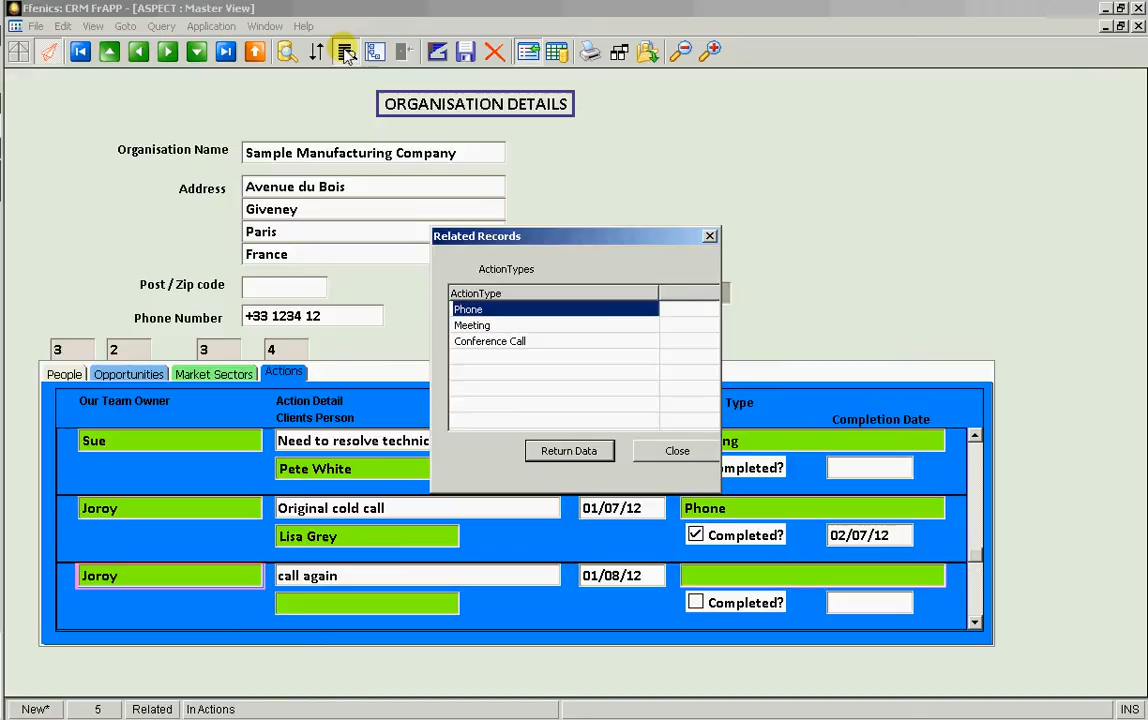 Ffenics: CRM FrAPP - [ASPECT : Master View]
File Edit View Goto Query Application Window Help
ORGANISATION DETAILS
Organisation Name Sample Manufacturing Company
Address Avenue du Bois
Giveney
Paris
France
Post / Zip code
Phone Number +33 1234 12
Related Records
ActionTypes
ActionType
Phone
Meeting
Conference Call
Return Data Close
3 2 3 4
People Opportunities Market Sectors Actions
Our Team Owner Action Detail Type
Clients Person Completion Date
Sue Need to resolve technic ng
Pete White ompleted?
Joroy Original cold call 01/07/12 Phone
Lisa Grey Completed? 02/07/12
Joroy call again 01/08/12
Completed?
New* 5 Related In Actions INS